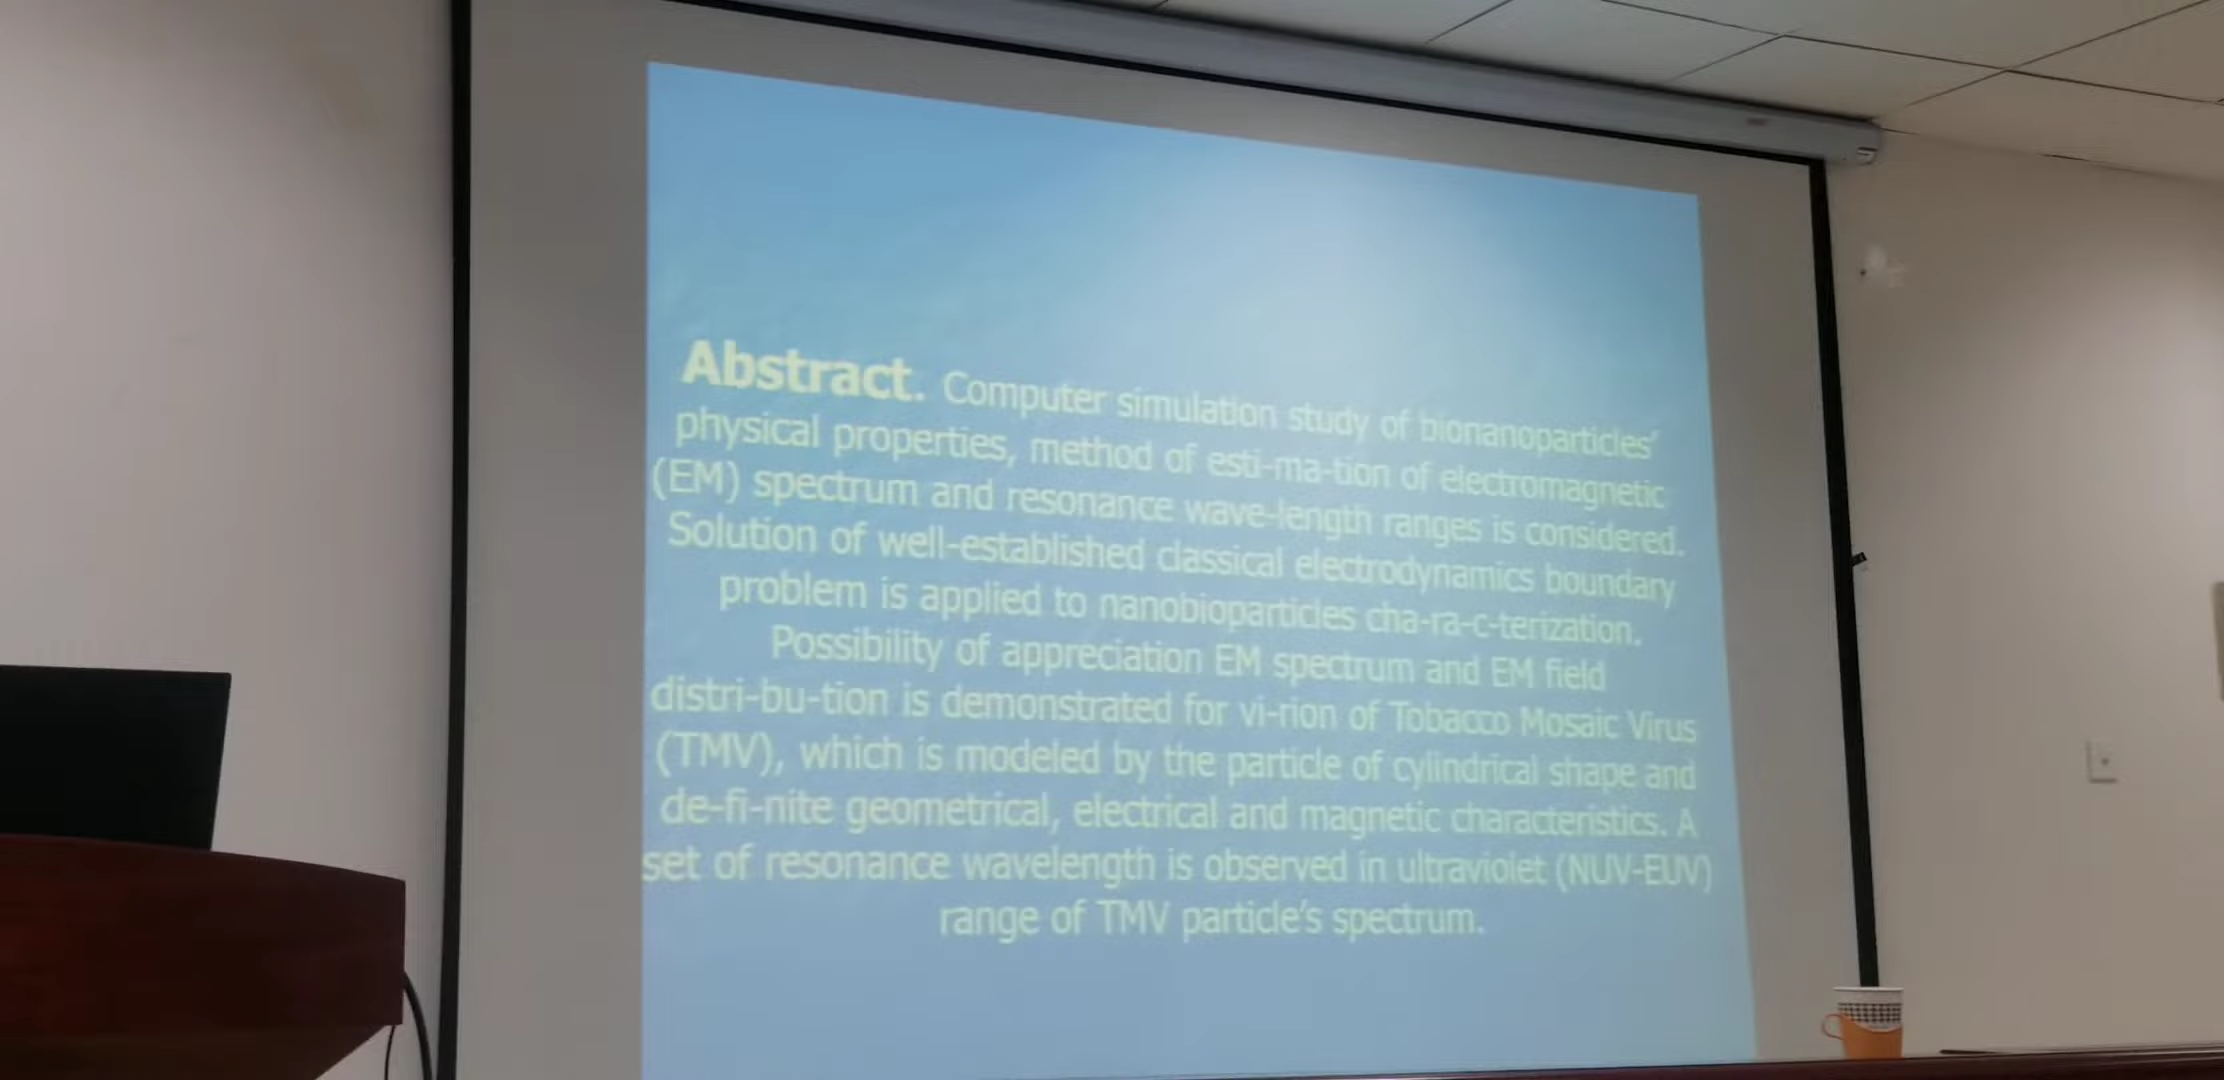 Abstract. Computer simulation study of bionanoparticles'
physical properties, method of esti-ma-tion of electromagnetic
(EM) spectrum and resonance wave-length ranges is considered.
Solution of well-established classical electrodynamics boundary
problem is applied to nanobioparticles cha-ra-c-terization.
Possibility of appreciation EM spectrum and EM field
distri-bu-tion is demonstrated for vi-rion of Tobacco Mosaic Virus
(TMV), which is modeled by the particle of cylindrical shape and
de-fi-nite geometrical, electrical and magnetic characteristics. A
set of resonance wavelength is observed in ultraviolet (NUV-EUV)
range of TMV particle's spectrum.